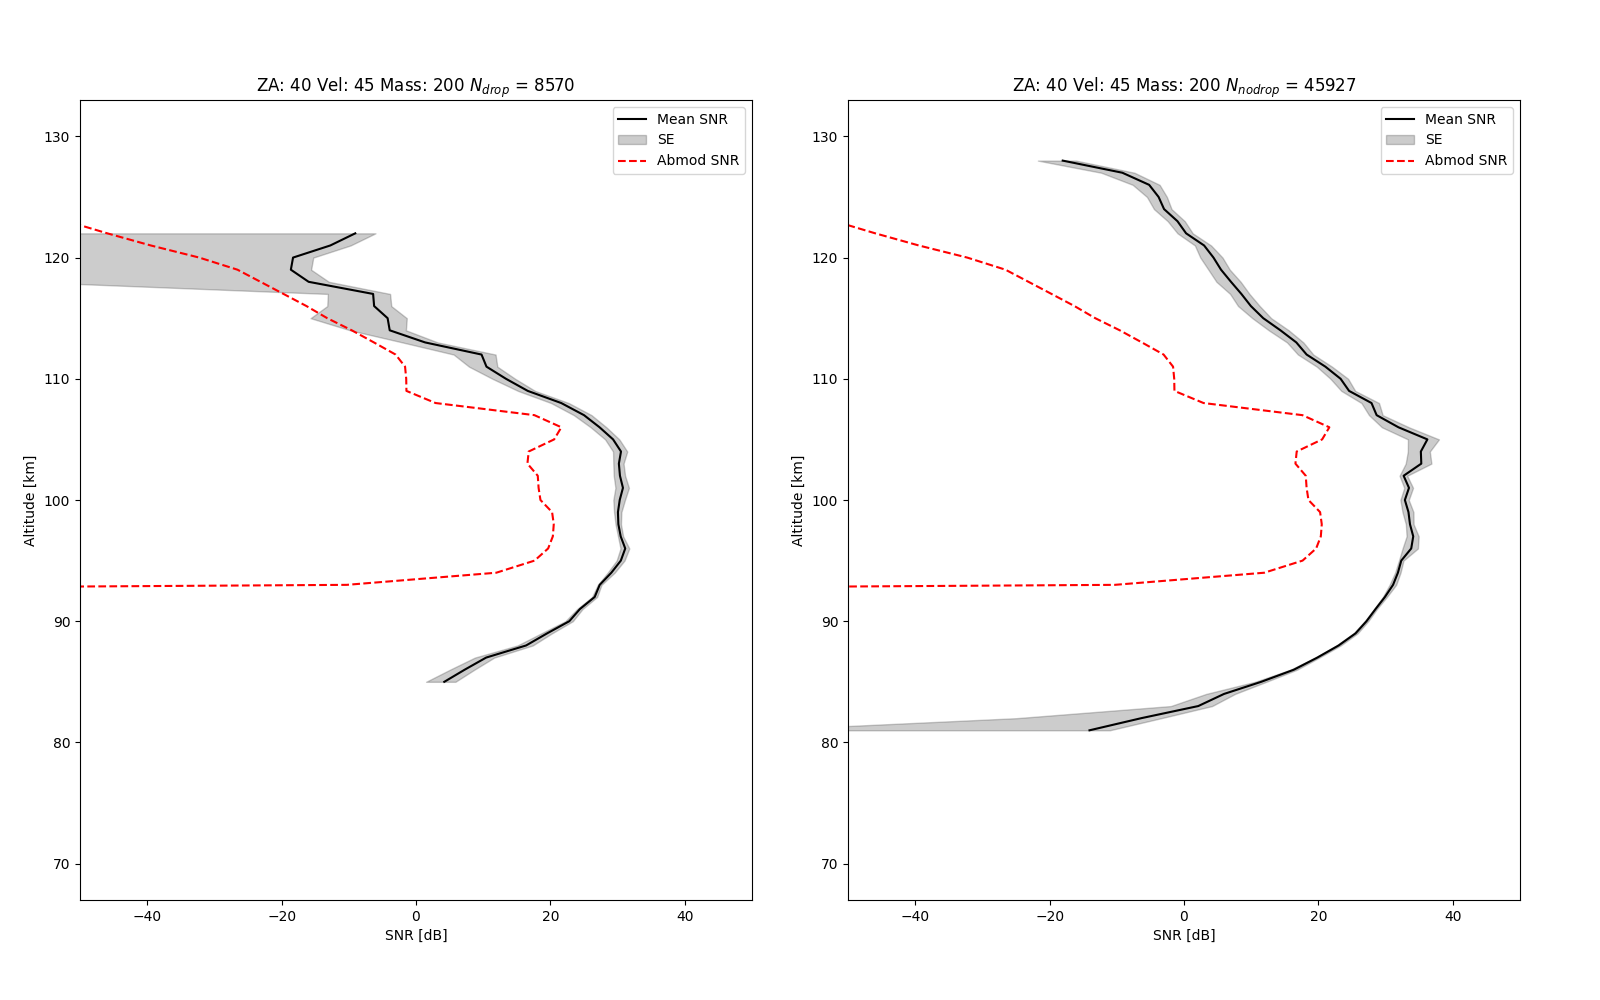 ZA: 40 Vel: 45 Mass: 200 N_drop = 8570
Mean SNR
SE
Abmod SNR
130
120
110
100
90
80
70
Altitude [km]
−40 −20 0 20 40
SNR [dB]
ZA: 40 Vel: 45 Mass: 200 N_nodrop = 45927
Mean SNR
SE
Abmod SNR
130
120
110
100
90
80
70
Altitude [km]
−40 −20 0 20 40
SNR [dB]